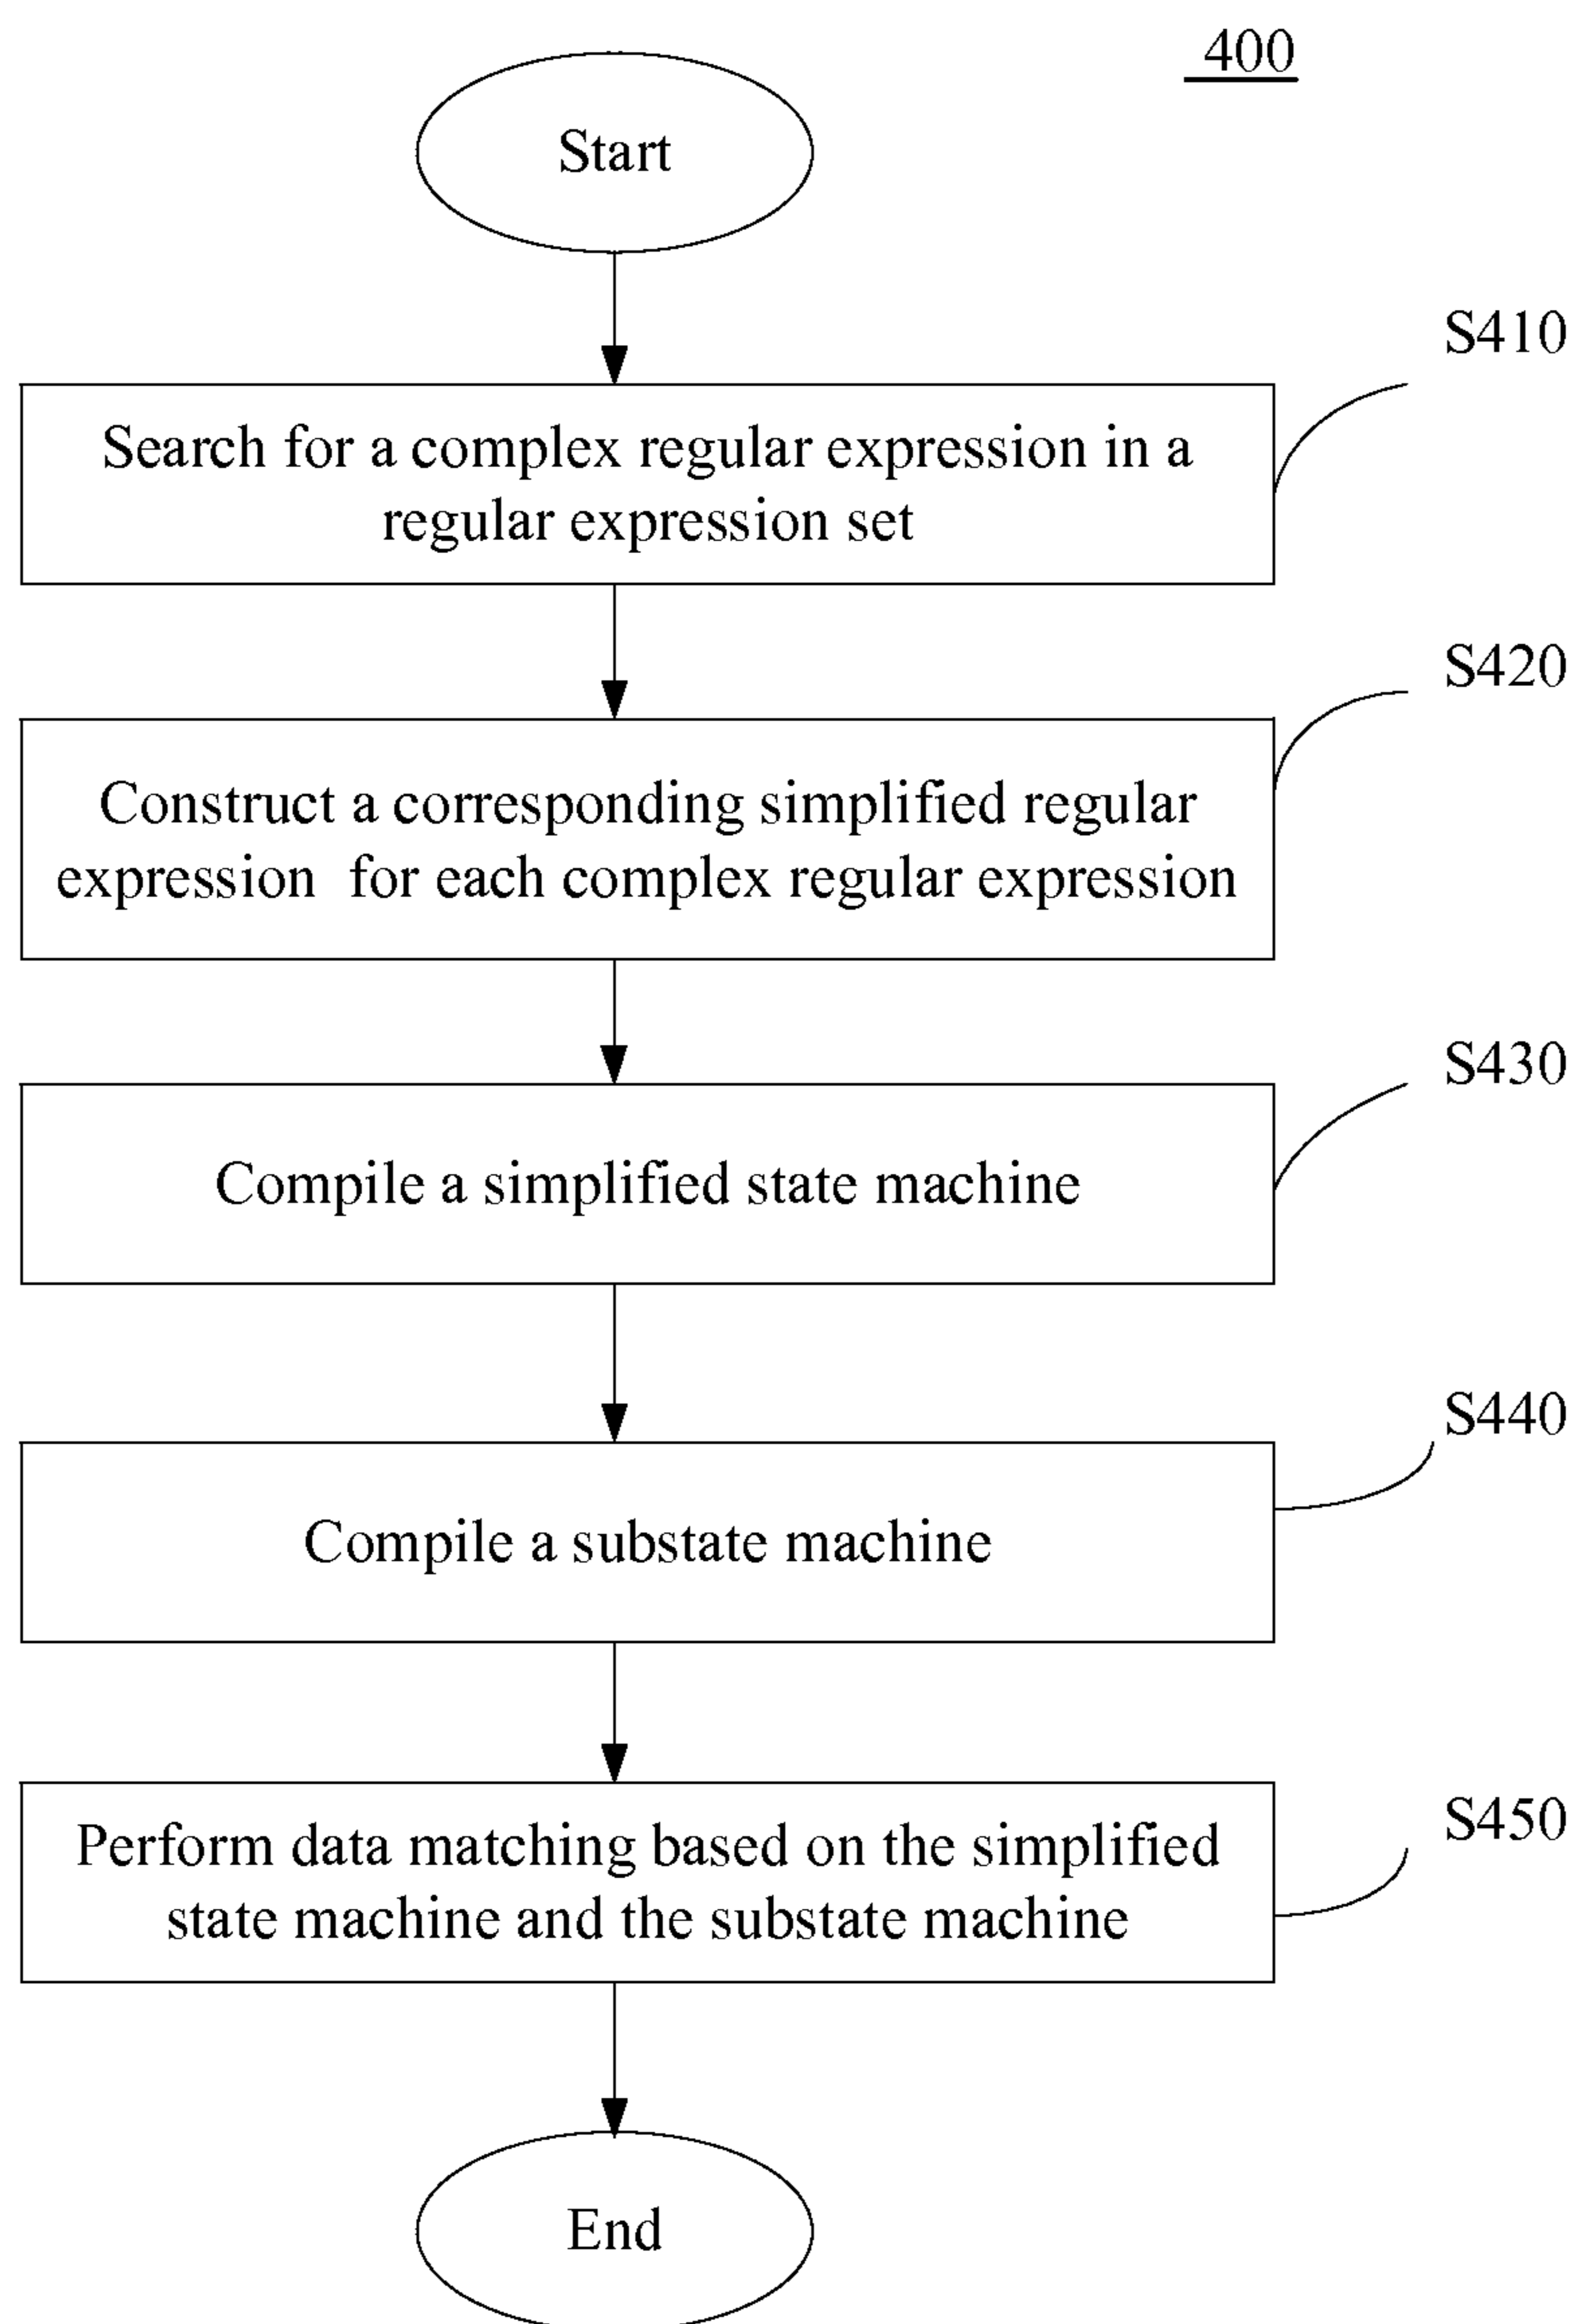 400
Start
S410
Search for a complex regular expression in a
regular expression set
S420
Construct a corresponding simplified regular
expression for each complex regular expression
S430
Compile a simplified state machine
S440
Compile a substate machine
S450
Perform data matching based on the simplified
state machine and the substate machine
End